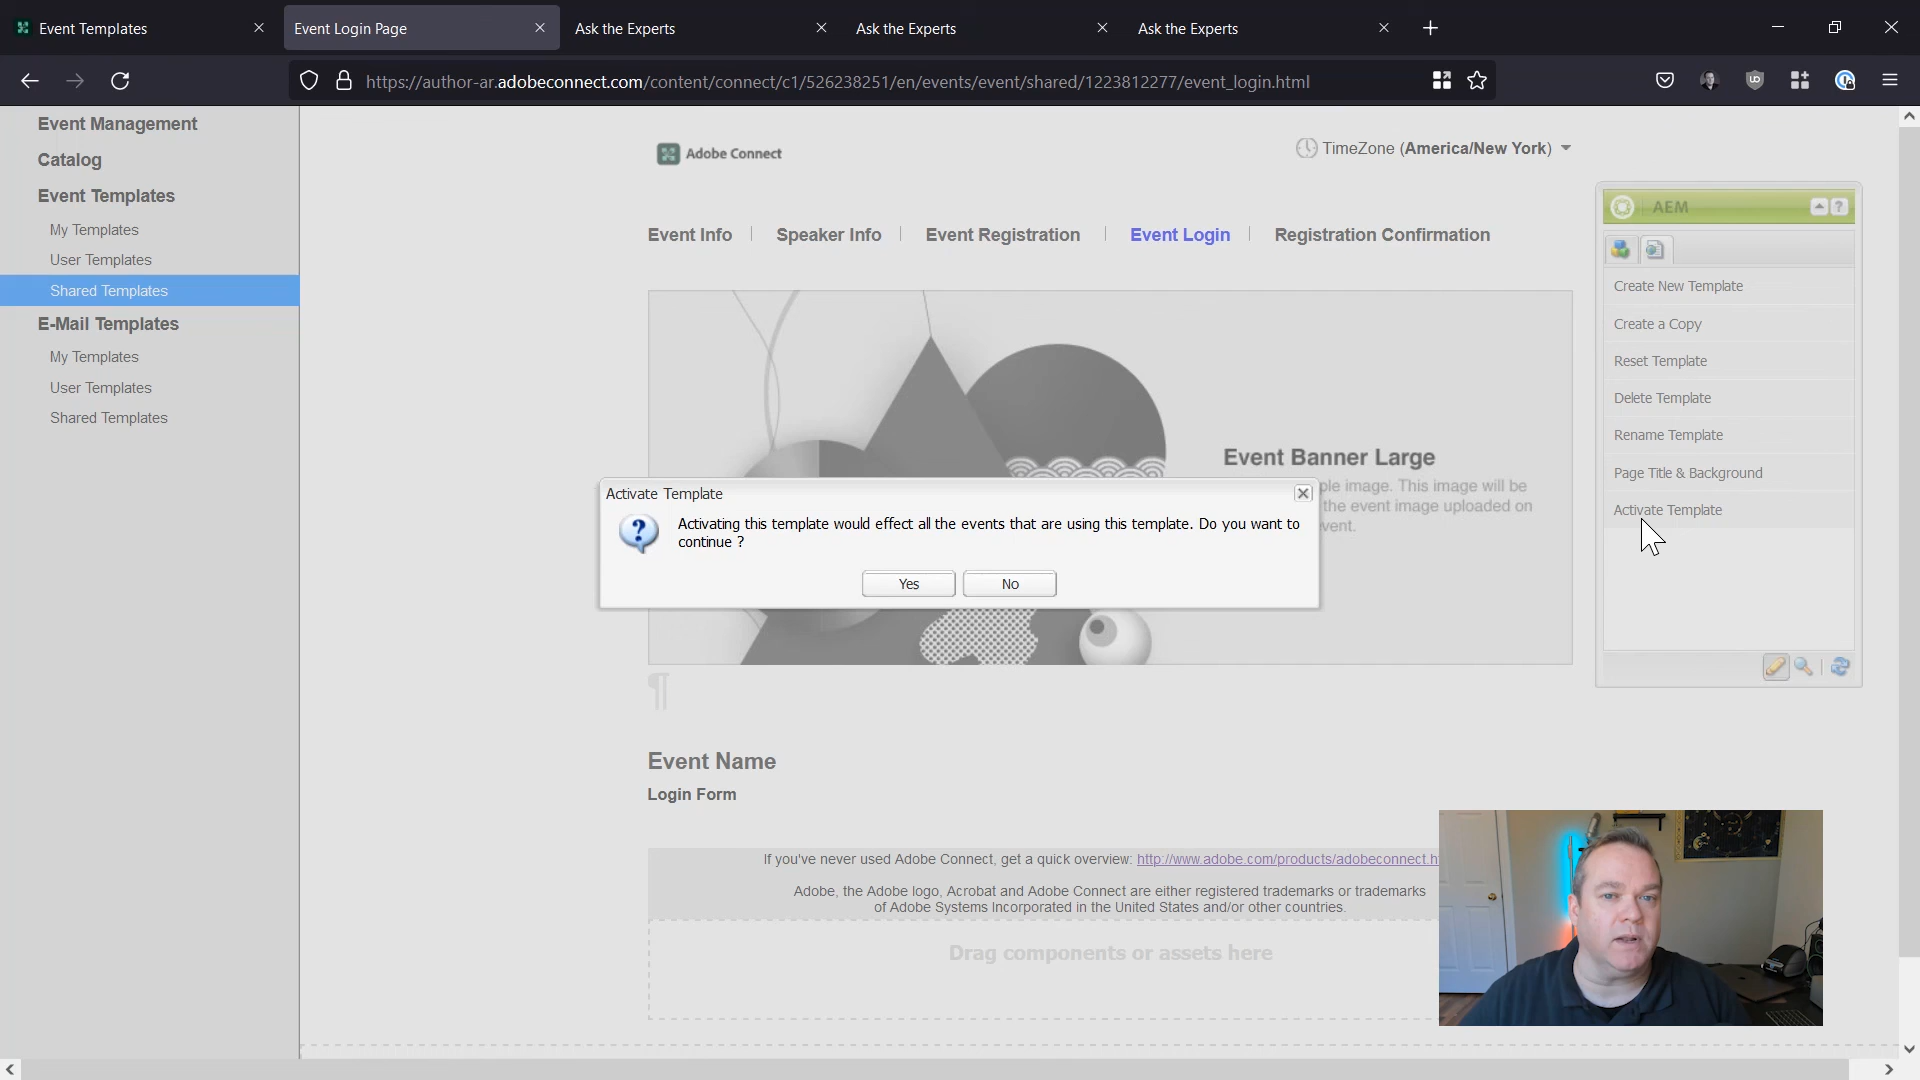 Event Templates
Event Login Page
Ask the Experts
Ask the Experts
Ask the Experts
https://author-ar.adobeconnect.com/content/connect/c1/526238251/en/events/event/shared/1223812277/event_login.html
Event Management
Catalog
Event Templates
My Templates
User Templates
Shared Templates
E-Mail Templates
My Templates
User Templates
Shared Templates
Adobe Connect
TimeZone (America/New York)
Event Info
Speaker Info
Event Registration
Event Login
Registration Confirmation
Event Banner Large
ple image. This image will be
the event image uploaded on
event.
Activate Template
Activating this template would effect all the events that are using this template. Do you want to
continue ?
Yes
No
Event Name
Login Form
If you've never used Adobe Connect, get a quick overview: http://www.adobe.com/products/adobeconnect.h
Adobe, the Adobe logo, Acrobat and Adobe Connect are either registered trademarks or trademarks
of Adobe Systems Incorporated in the United States and/or other countries.
Drag components or assets here
AEM
?
Create New Template
Create a Copy
Reset Template
Delete Template
Rename Template
Page Title & Background
Activate Template